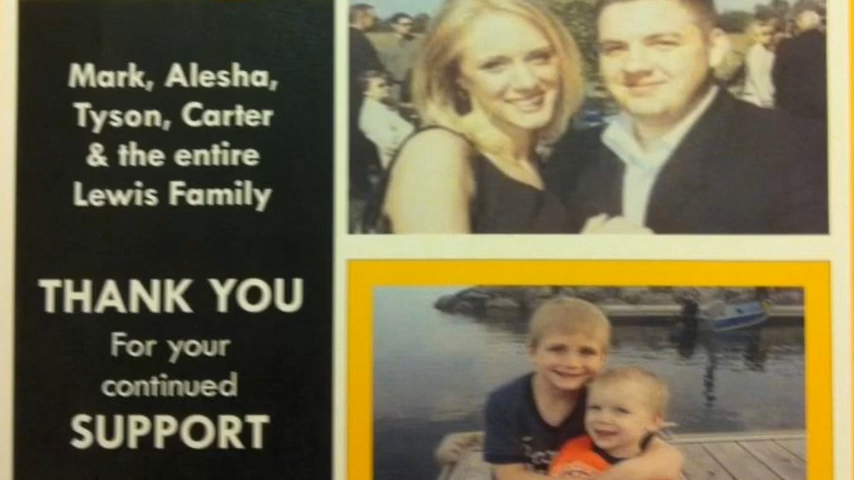 Mark, Alesha,
Tyson, Carter
& the entire
Lewis Family
THANK YOU
For your
continued
SUPPORT